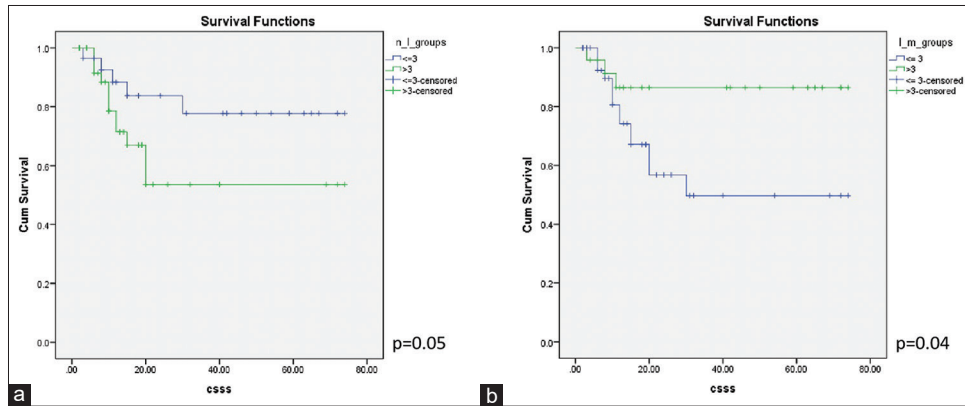 Survival Functions
n_l_groups
<=3
>3
<=3-censored
>3-censored
1.0
0.8
0.6
0.4
0.2
0.0
Cum Survival
.00 20.00 40.00 60.00 80.00
csss
p=0.05
a
Survival Functions
l_m_groups
<= 3
>3
<= 3-censored
>3-censored
1.0
0.8
0.6
0.4
0.2
0.0
Cum Survival
.00 20.00 40.00 60.00 80.00
csss
p=0.04
b